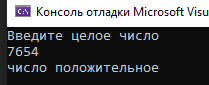 Консоль отладки Microsoft Visu
Введите целое число
7654
число положительное